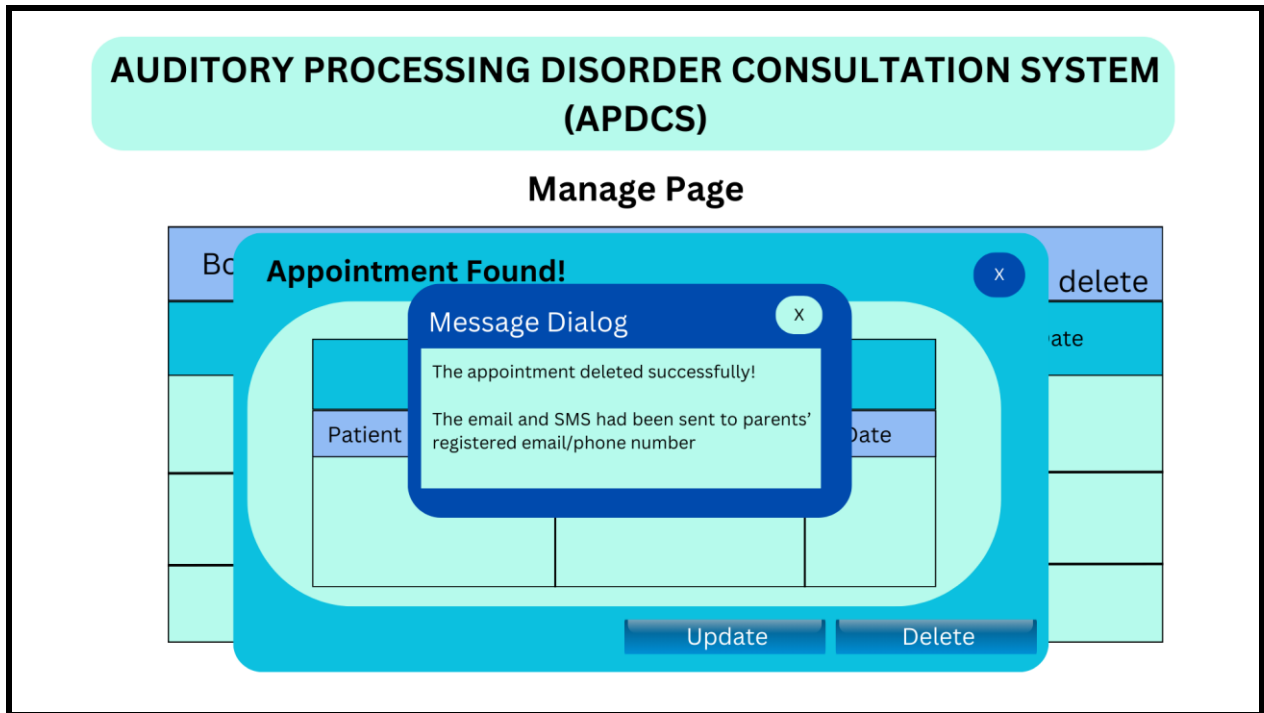 AUDITORY PROCESSING DISORDER CONSULTATION SYSTEM
(APDCS)
Manage Page
Appointment Found!
X
delete
Message Dialog
X
The appointment deleted successfully!
The email and SMS had been sent to parents’
registered email/phone number
Patient
Date
Update
Delete